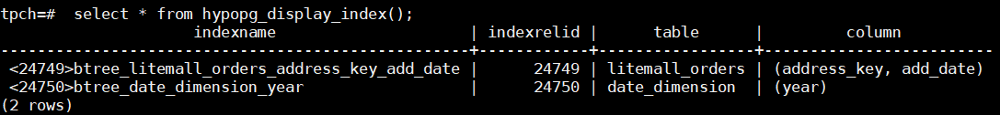 tpch=#  select * from hypopg_display_index();
                    indexname                     | indexrelid |      table      |         column
--------------------------------------------------+------------+-----------------+-------------------------
 <24749>btree_litemall_orders_address_key_add_date |      24749 | litemall_orders | (address_key, add_date)
 <24750>btree_date_dimension_year                  |      24750 | date_dimension  | (year)
(2 rows)